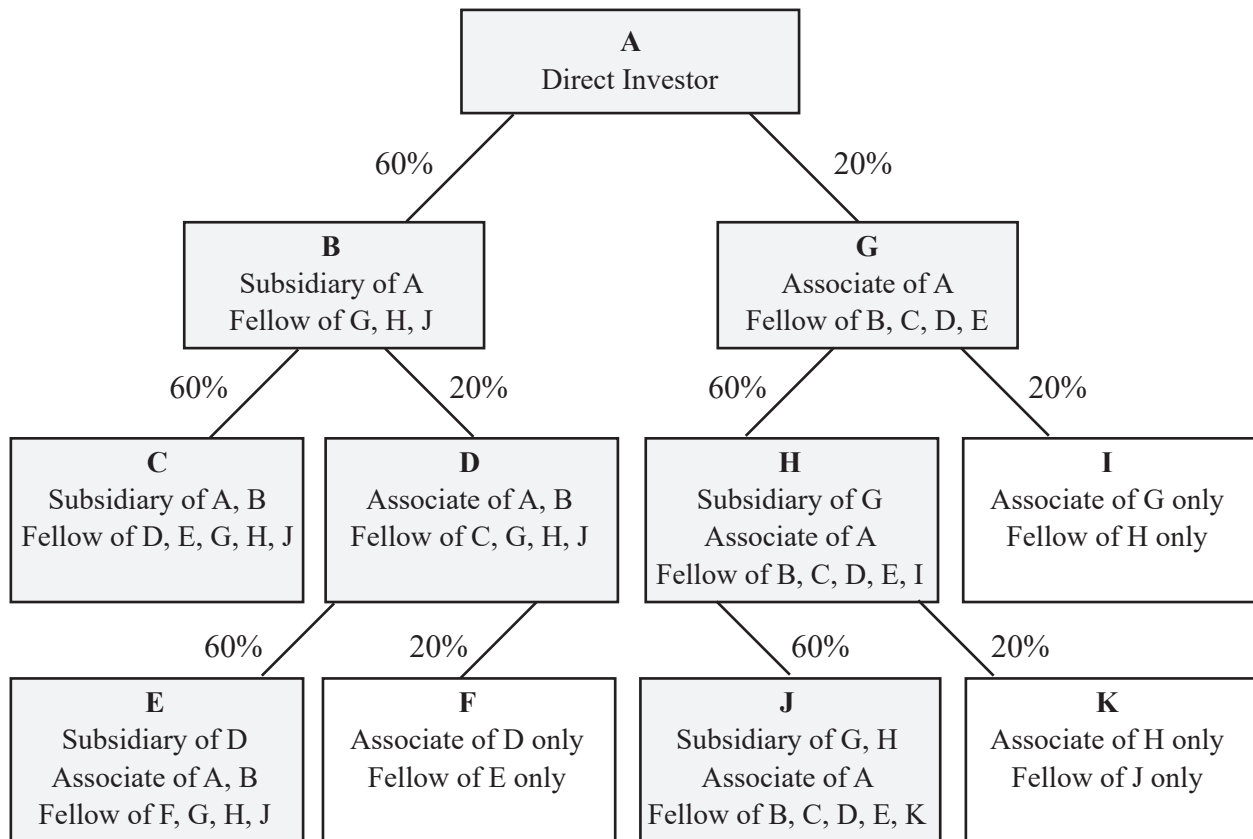 A
Direct Investor
60%
20%
B
Subsidiary of A
Fellow of G, H, J
G
Associate of A
Fellow of B, C, D, E
60%
20%
60%
20%
C
Subsidiary of A, B
Fellow of D, E, G, H, J
D
Associate of A, B
Fellow of C, G, H, J
H
Subsidiary of G
Associate of A
Fellow of B, C, D, E, I
I
Associate of G only
Fellow of H only
60%
20%
60%
20%
E
Subsidiary of D
Associate of A, B
Fellow of F, G, H, J
F
Associate of D only
Fellow of E only
J
Subsidiary of G, H
Associate of A
Fellow of B, C, D, E, K
K
Associate of H only
Fellow of J only